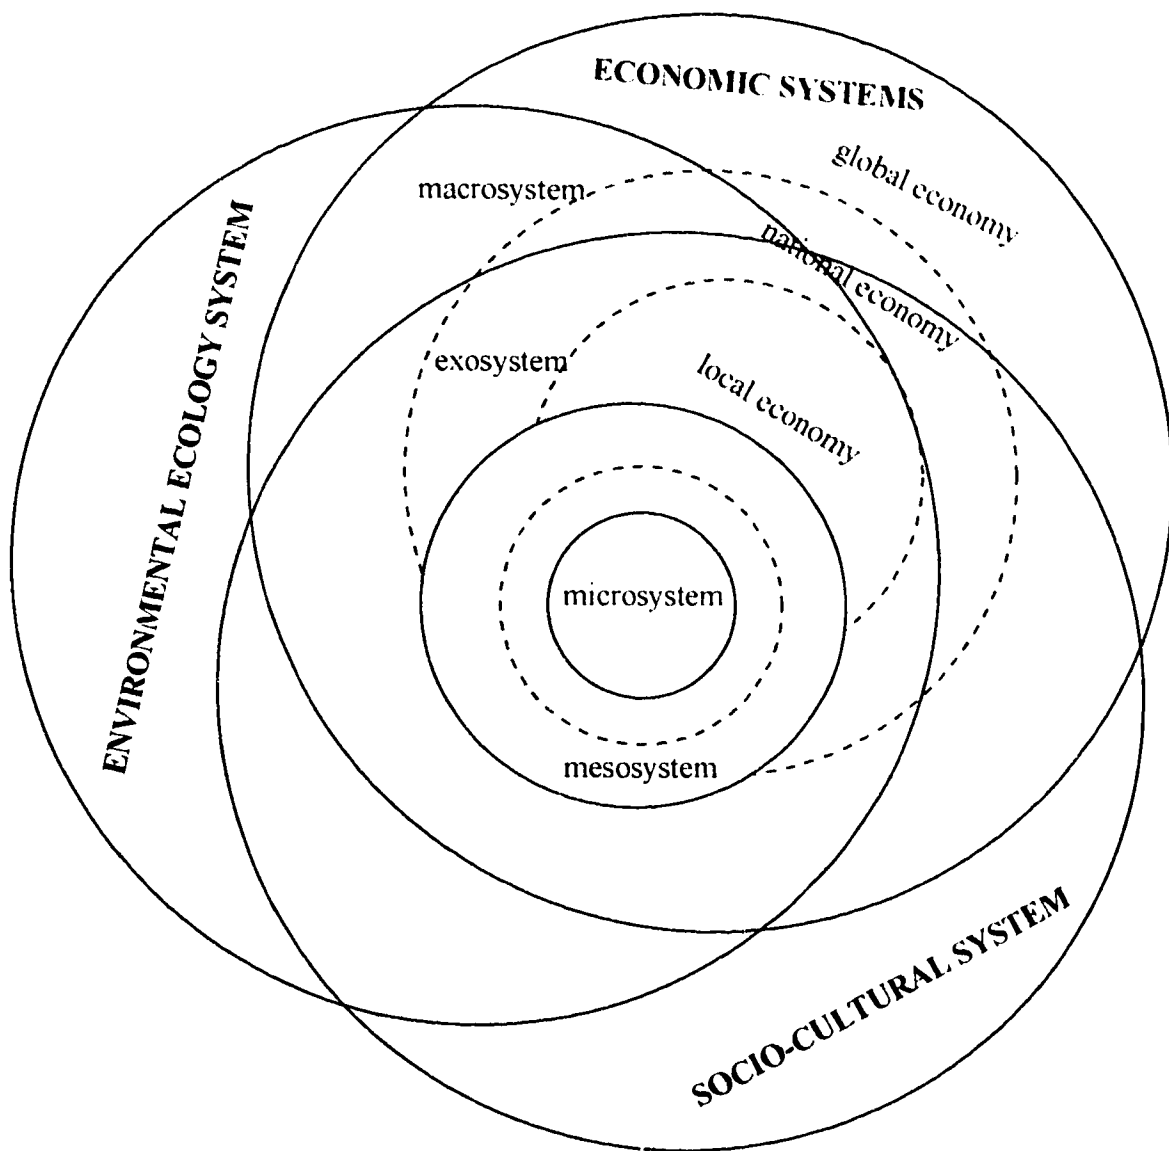 ECONOMIC SYSTEMS
global economy
macrosystem
national economy
ENVIRONMENTAL ECOLOGY SYSTEM
exosystem
local economy
microsystem
mesosystem
SOCIO-CULTURAL SYSTEM